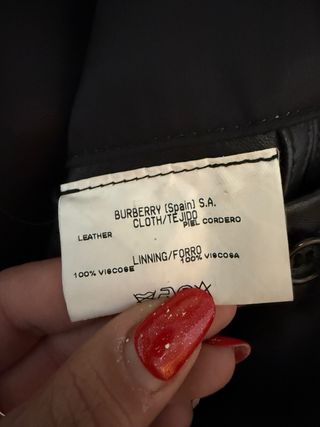 BURBERRY (Spain) S.A.
CLOTH/TEJIDO
LEATHER PIEL CORDERO
LINNING/FORRO
100% VISCOSE 100% VISCOSA